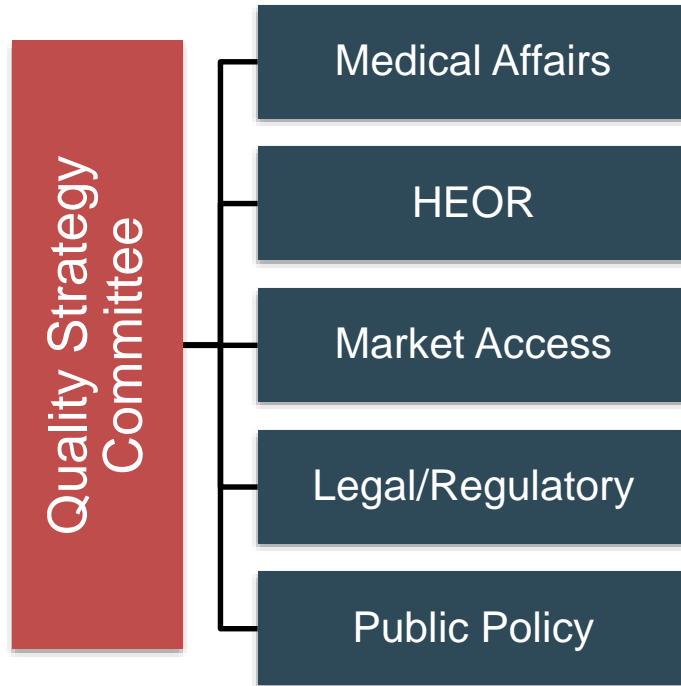 Quality Strategy
Committee
Medical Affairs
HEOR
Market Access
Legal/Regulatory
Public Policy